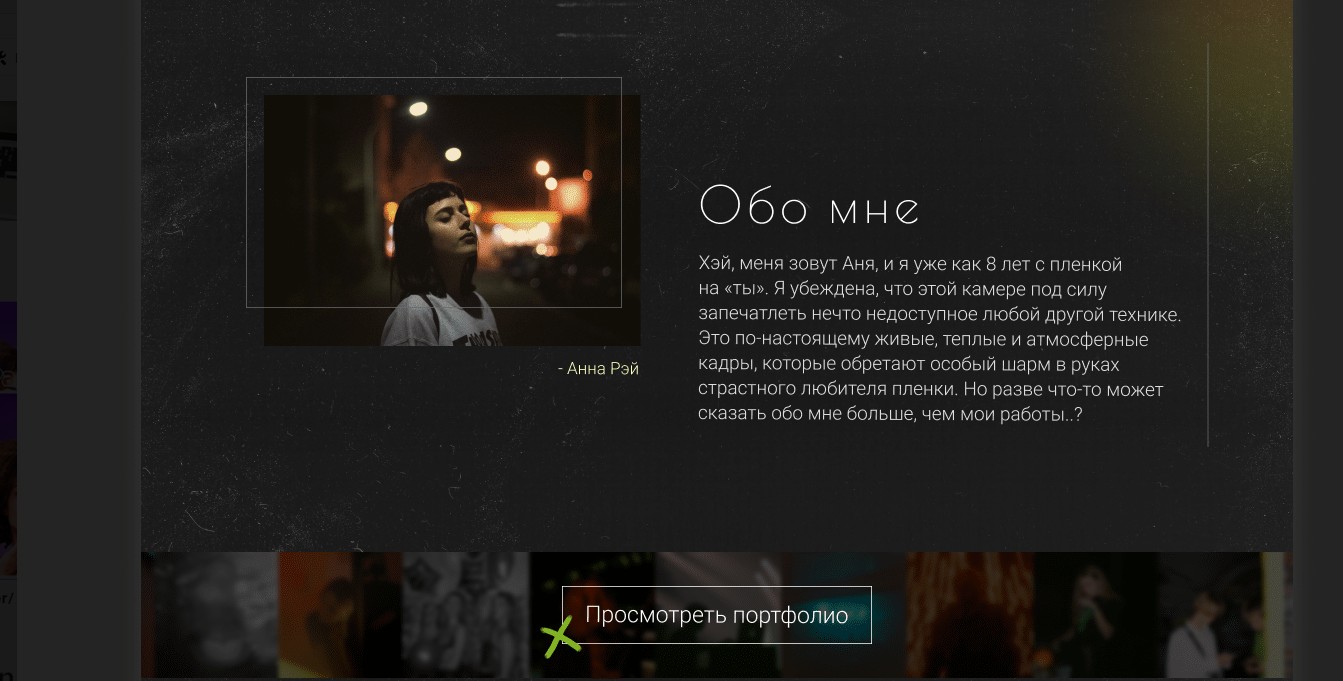 Обо мне
Хэй, меня зовут Аня, и я уже как 8 лет с пленкой
на «ты». Я убеждена, что этой камере под силу
запечатлеть нечто недоступное любой другой технике.
Это по-настоящему живые, теплые и атмосферные
кадры, которые обретают особый шарм в руках
страстного любителя пленки. Но разве что-то может
сказать обо мне больше, чем мои работы..?
- Анна Рэй
Просмотреть портфолио